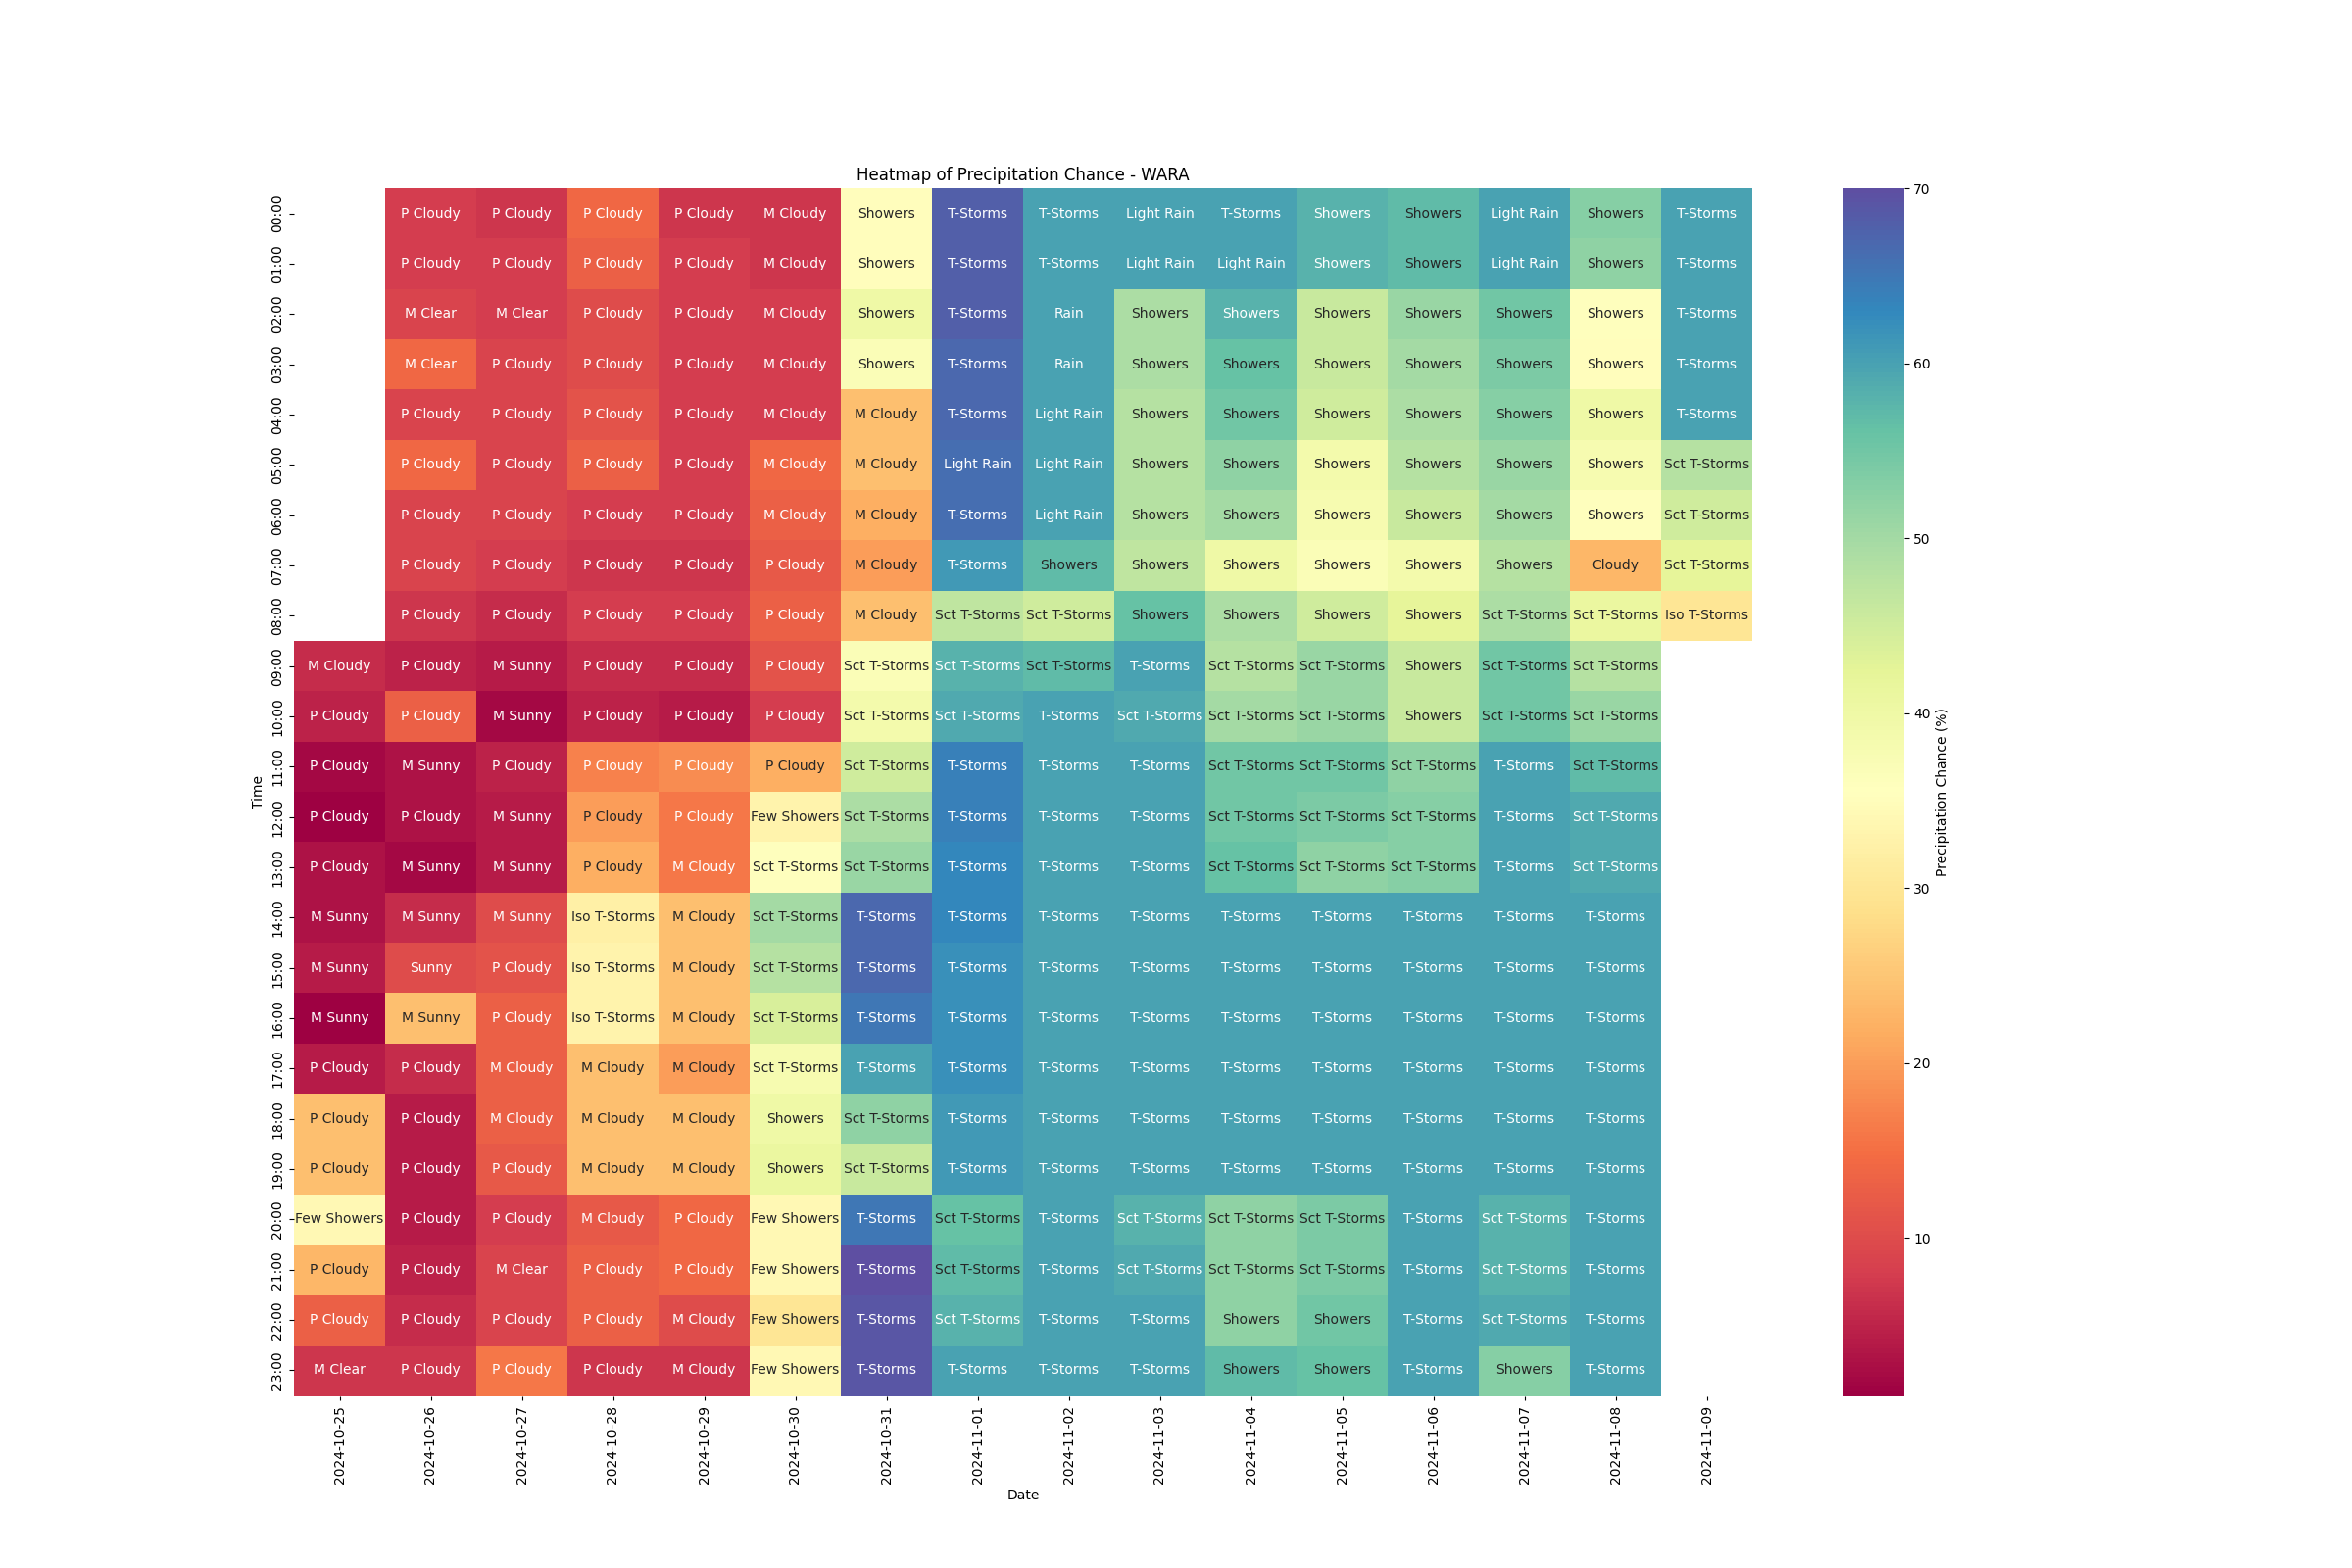 Heatmap of Precipitation Chance - WARA
00:00 P Cloudy P Cloudy P Cloudy P Cloudy M Cloudy Showers T-Storms T-Storms Light Rain T-Storms Showers Showers Light Rain Showers T-Storms
01:00 P Cloudy P Cloudy P Cloudy P Cloudy M Cloudy Showers T-Storms T-Storms Light Rain Light Rain Showers Showers Light Rain Showers T-Storms
02:00 M Clear M Clear P Cloudy P Cloudy M Cloudy Showers T-Storms Rain Showers Showers Showers Showers Showers Showers T-Storms
03:00 M Clear P Cloudy P Cloudy P Cloudy M Cloudy Showers T-Storms Rain Showers Showers Showers Showers Showers Showers T-Storms
04:00 P Cloudy P Cloudy P Cloudy P Cloudy M Cloudy M Cloudy T-Storms Light Rain Showers Showers Showers Showers Showers Showers T-Storms
05:00 P Cloudy P Cloudy P Cloudy P Cloudy M Cloudy M Cloudy Light Rain Light Rain Showers Showers Showers Showers Showers Showers Sct T-Storms
06:00 P Cloudy P Cloudy P Cloudy P Cloudy M Cloudy M Cloudy T-Storms Light Rain Showers Showers Showers Showers Showers Showers Sct T-Storms
07:00 P Cloudy P Cloudy P Cloudy P Cloudy P Cloudy M Cloudy T-Storms Showers Showers Showers Showers Showers Showers Cloudy Sct T-Storms
08:00 P Cloudy P Cloudy P Cloudy P Cloudy P Cloudy M Cloudy Sct T-Storms Sct T-Storms Showers Showers Showers Showers Sct T-Storms Sct T-Storms Iso T-Storms
09:00 M Cloudy P Cloudy M Sunny P Cloudy P Cloudy P Cloudy Sct T-Storms Sct T-Storms Sct T-Storms T-Storms Sct T-Storms Sct T-Storms Showers Sct T-Storms Sct T-Storms
10:00 P Cloudy P Cloudy M Sunny P Cloudy P Cloudy P Cloudy Sct T-Storms Sct T-Storms T-Storms Sct T-Storms Sct T-Storms Sct T-Storms Showers Sct T-Storms Sct T-Storms
11:00 P Cloudy M Sunny P Cloudy P Cloudy P Cloudy P Cloudy Sct T-Storms T-Storms T-Storms T-Storms Sct T-Storms Sct T-Storms Sct T-Storms T-Storms Sct T-Storms
12:00 P Cloudy P Cloudy M Sunny P Cloudy P Cloudy Few Showers Sct T-Storms T-Storms T-Storms T-Storms Sct T-Storms Sct T-Storms Sct T-Storms T-Storms Sct T-Storms
13:00 P Cloudy M Sunny M Sunny P Cloudy M Cloudy Sct T-Storms Sct T-Storms T-Storms T-Storms T-Storms Sct T-Storms Sct T-Storms Sct T-Storms T-Storms Sct T-Storms
14:00 M Sunny M Sunny M Sunny Iso T-Storms M Cloudy Sct T-Storms T-Storms T-Storms T-Storms T-Storms T-Storms T-Storms T-Storms T-Storms T-Storms
15:00 M Sunny Sunny P Cloudy Iso T-Storms M Cloudy Sct T-Storms T-Storms T-Storms T-Storms T-Storms T-Storms T-Storms T-Storms T-Storms T-Storms
16:00 M Sunny M Sunny P Cloudy Iso T-Storms M Cloudy Sct T-Storms T-Storms T-Storms T-Storms T-Storms T-Storms T-Storms T-Storms T-Storms T-Storms
17:00 P Cloudy P Cloudy M Cloudy M Cloudy M Cloudy Sct T-Storms T-Storms T-Storms T-Storms T-Storms T-Storms T-Storms T-Storms T-Storms T-Storms
18:00 P Cloudy P Cloudy M Cloudy M Cloudy M Cloudy Showers Sct T-Storms T-Storms T-Storms T-Storms T-Storms T-Storms T-Storms T-Storms T-Storms
19:00 P Cloudy P Cloudy P Cloudy M Cloudy M Cloudy Showers Sct T-Storms T-Storms T-Storms T-Storms T-Storms T-Storms T-Storms T-Storms T-Storms
20:00 Few Showers P Cloudy P Cloudy M Cloudy P Cloudy Few Showers T-Storms Sct T-Storms T-Storms Sct T-Storms Sct T-Storms Sct T-Storms T-Storms Sct T-Storms T-Storms
21:00 P Cloudy P Cloudy M Clear P Cloudy P Cloudy Few Showers T-Storms Sct T-Storms T-Storms Sct T-Storms Sct T-Storms Sct T-Storms T-Storms Sct T-Storms T-Storms
22:00 P Cloudy P Cloudy P Cloudy P Cloudy M Cloudy Few Showers T-Storms Sct T-Storms T-Storms T-Storms Showers Showers T-Storms Sct T-Storms T-Storms
23:00 M Clear P Cloudy P Cloudy P Cloudy M Cloudy Few Showers T-Storms T-Storms T-Storms T-Storms Showers Showers T-Storms Showers T-Storms
Time
2024-10-25 2024-10-26 2024-10-27 2024-10-28 2024-10-29 2024-10-30 2024-10-31 2024-11-01 2024-11-02 2024-11-03 2024-11-04 2024-11-05 2024-11-06 2024-11-07 2024-11-08 2024-11-09
Date
70
60
50
40
30
20
10
Precipitation Chance (%)